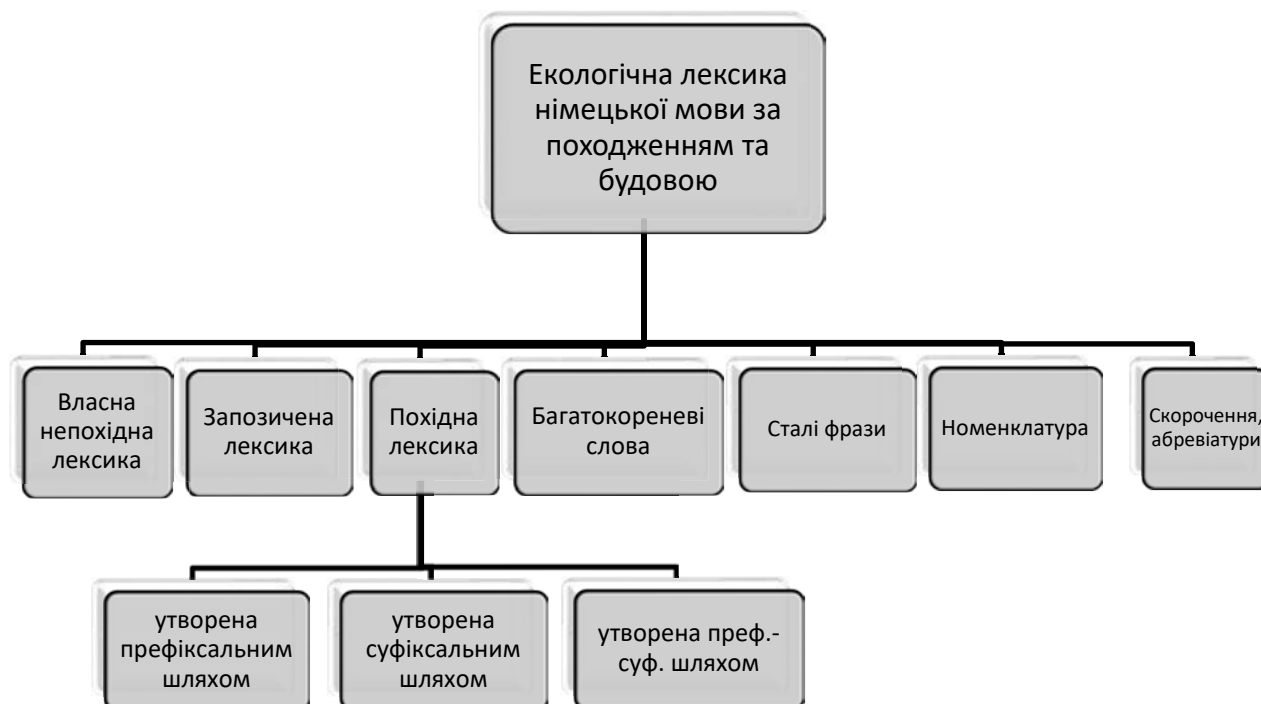 Екологічна лексика
німецької мови за
походженням та
будовою
Власна
непохідна
лексика
Запозичена
лексика
Похідна
лексика
Багатокореневі
слова
Сталі фрази
Номенклатура
Скорочення,
абревіатури
утворена
префіксальним
шляхом
утворена
суфіксальним
шляхом
утворена преф.-
суф. шляхом